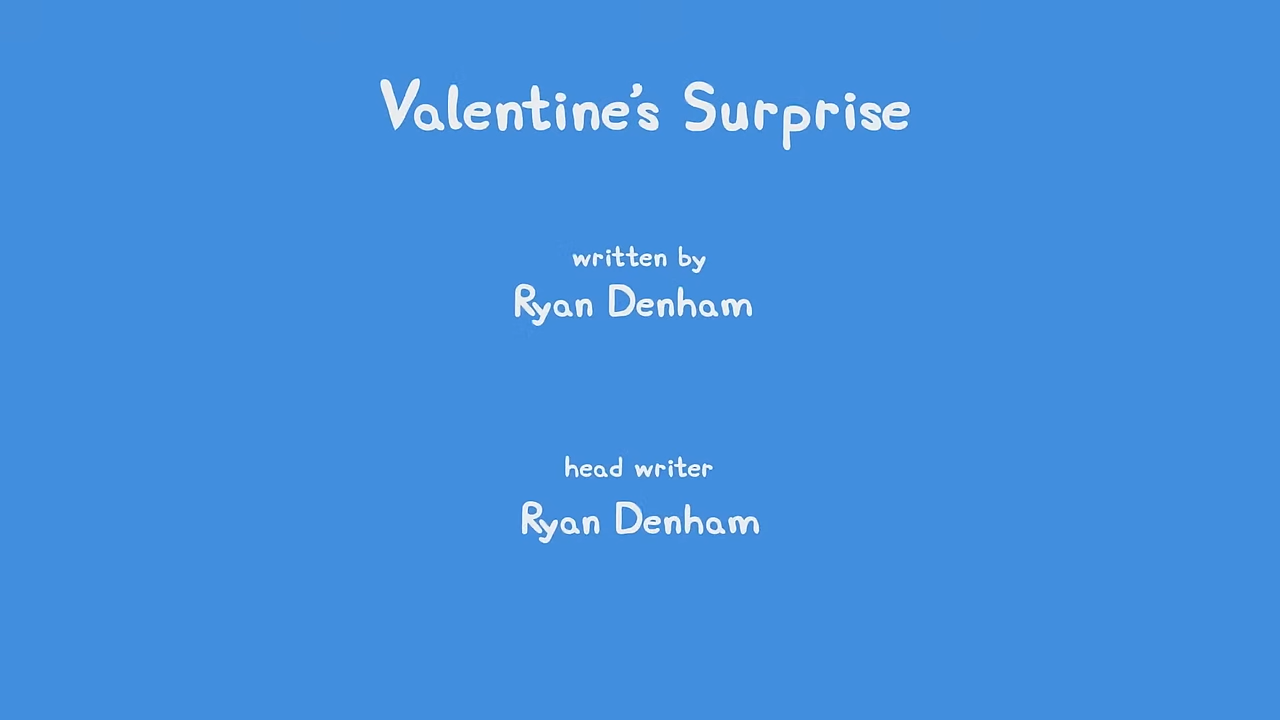 Valentine's Surprise
written by
Ryan Denham
head writer
Ryan Denham